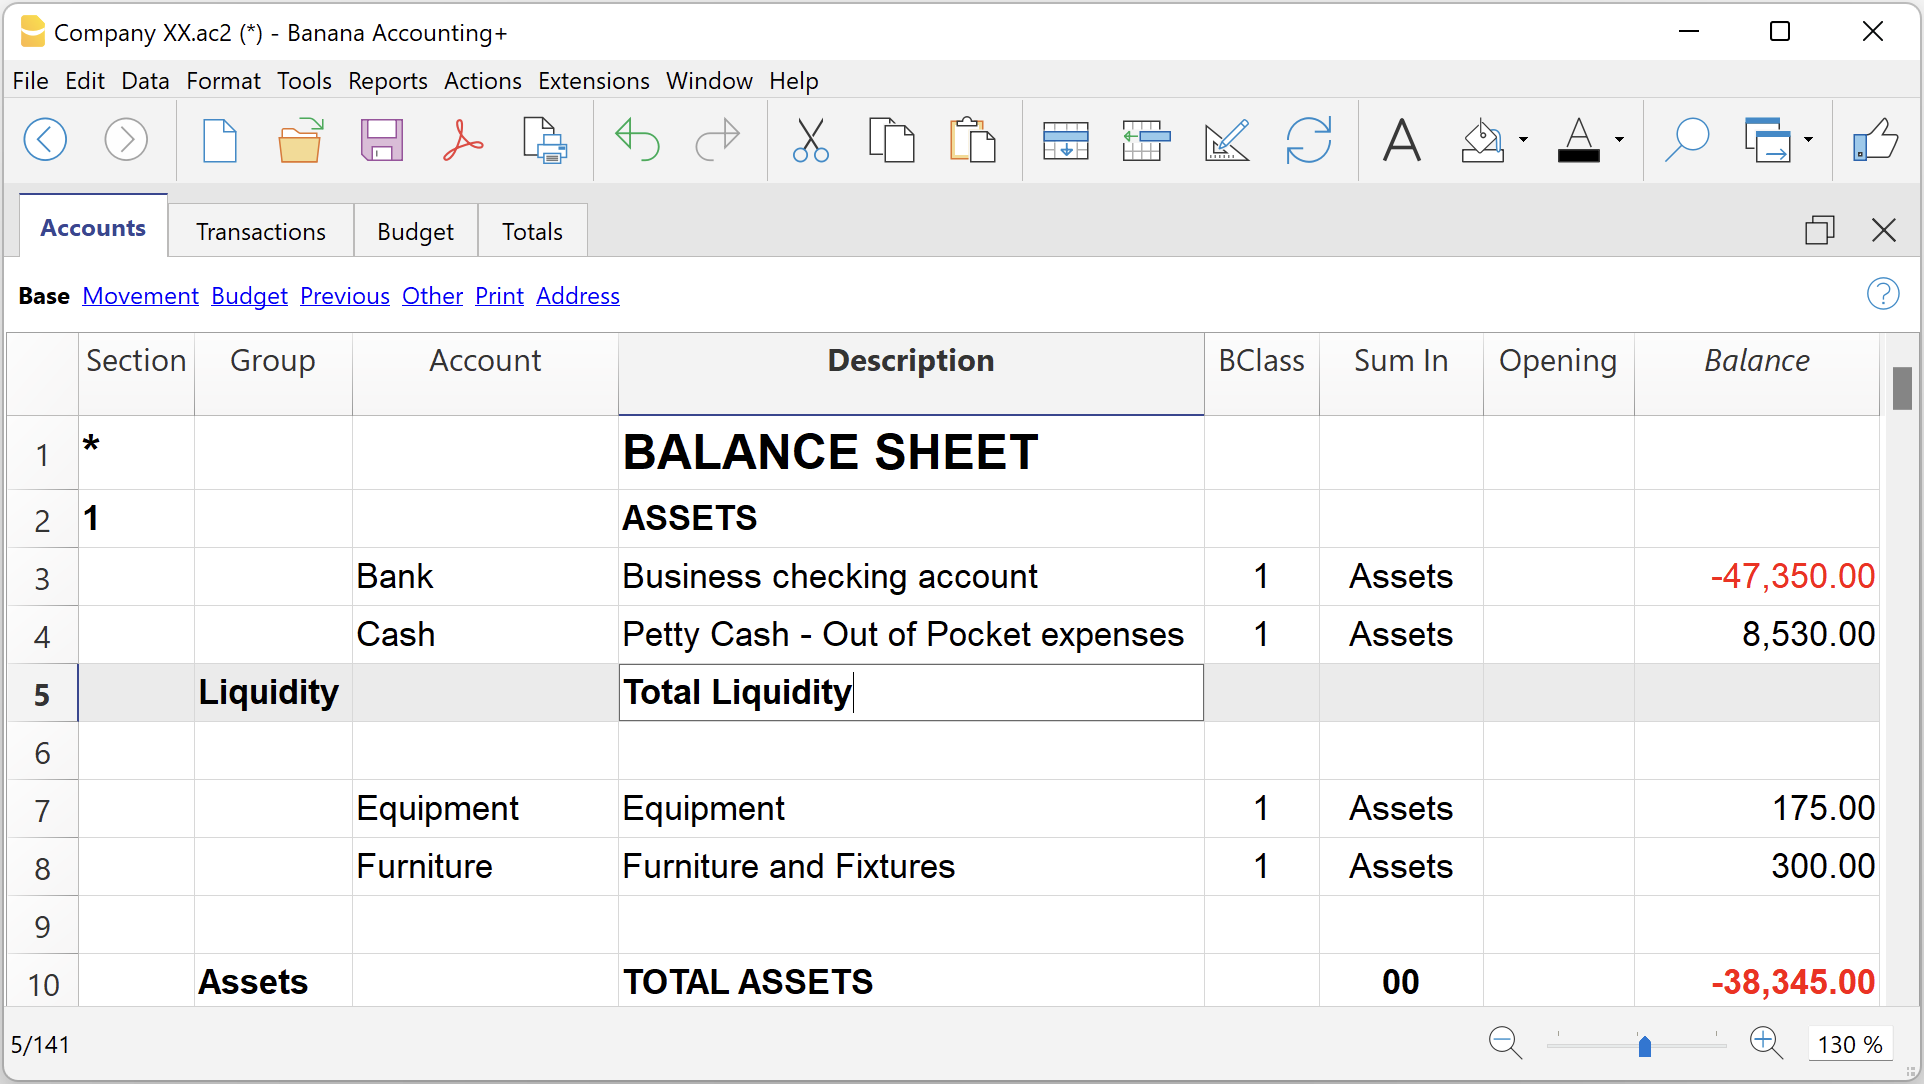 Company XX.ac2 (*) - Banana Accounting+
File Edit Data Format Tools Reports Actions Extensions Window Help
Accounts Transactions Budget Totals
Base Movement Budget Previous Other Print Address
Section Group Account Description BClass Sum In Opening Balance
1 * BALANCE SHEET
2 1 ASSETS
3 Bank Business checking account 1 Assets -47,350.00
4 Cash Petty Cash - Out of Pocket expenses 1 Assets 8,530.00
5 Liquidity Total Liquidity
6
7 Equipment Equipment 1 Assets 175.00
8 Furniture Furniture and Fixtures 1 Assets 300.00
9
10 Assets TOTAL ASSETS 00 -38,345.00
5/141 130 %